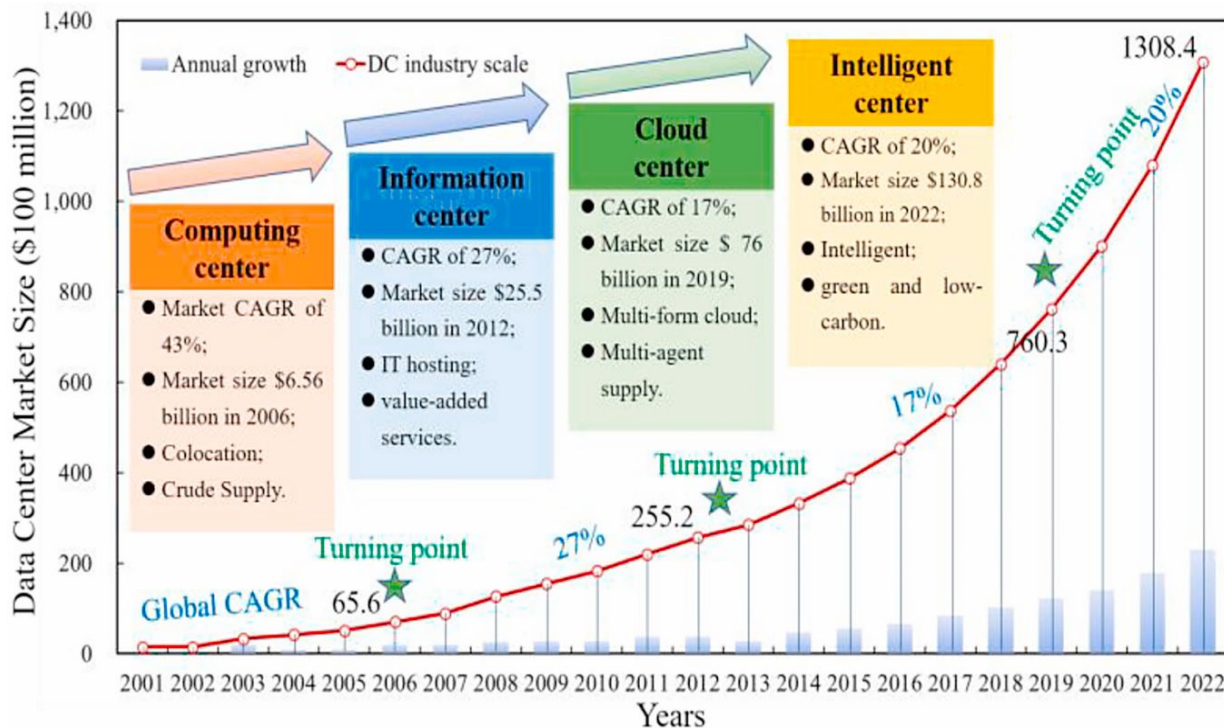 Data Center Market Size ($100 million)
1,400
1,200
1,000
800
600
400
200
0
Annual growth
DC industry scale
Computing
center
● Market CAGR of
43%;
● Market size $6.56
billion in 2006;
● Colocation;
● Crude Supply.
Information
center
● CAGR of 27%;
● Market size $25.5
billion in 2012;
● IT hosting;
● value-added
services.
Cloud
center
● CAGR of 17%;
● Market size $ 76
billion in 2019;
● Multi-form cloud;
● Multi-agent
supply.
Intelligent
center
● CAGR of 20%;
● Market size $130.8
billion in 2022;
● Intelligent;
● green and low-
carbon.
1308.4
20%
Turning point
760.3
17%
Turning point
255.2
27%
Turning point
65.6
Global CAGR
2001 2002 2003 2004 2005 2006 2007 2008 2009 2010 2011 2012 2013 2014 2015 2016 2017 2018 2019 2020 2021 2022
Years